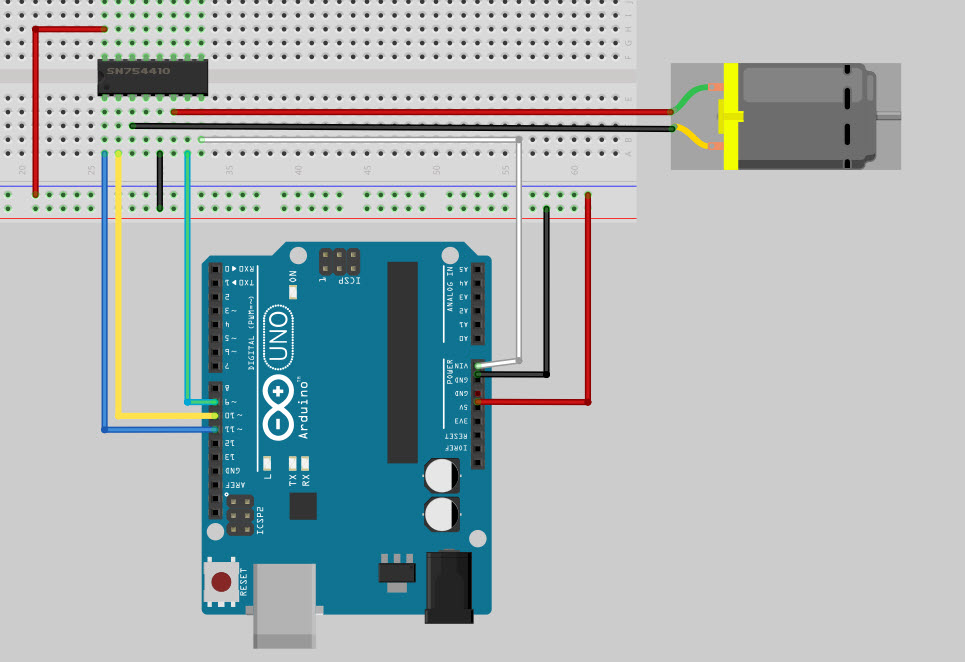 H
G
F
SN754410
E
B
A
20
25
35
40
45
50
55
60
RX◄0
TX►1
2
~3
4
~5
~6
7
8
~9
~10
~11
12
13
GND
AREF
DIGITAL (PWM=~)
ON
1
ICSP
UNO
Arduino™
L
TX
RX
ICSP2
RESET
ANALOG IN
A5
A4
A3
A2
A1
A0
POWER
VIN
GND
GND
5V
3V3
RESET
IOREF